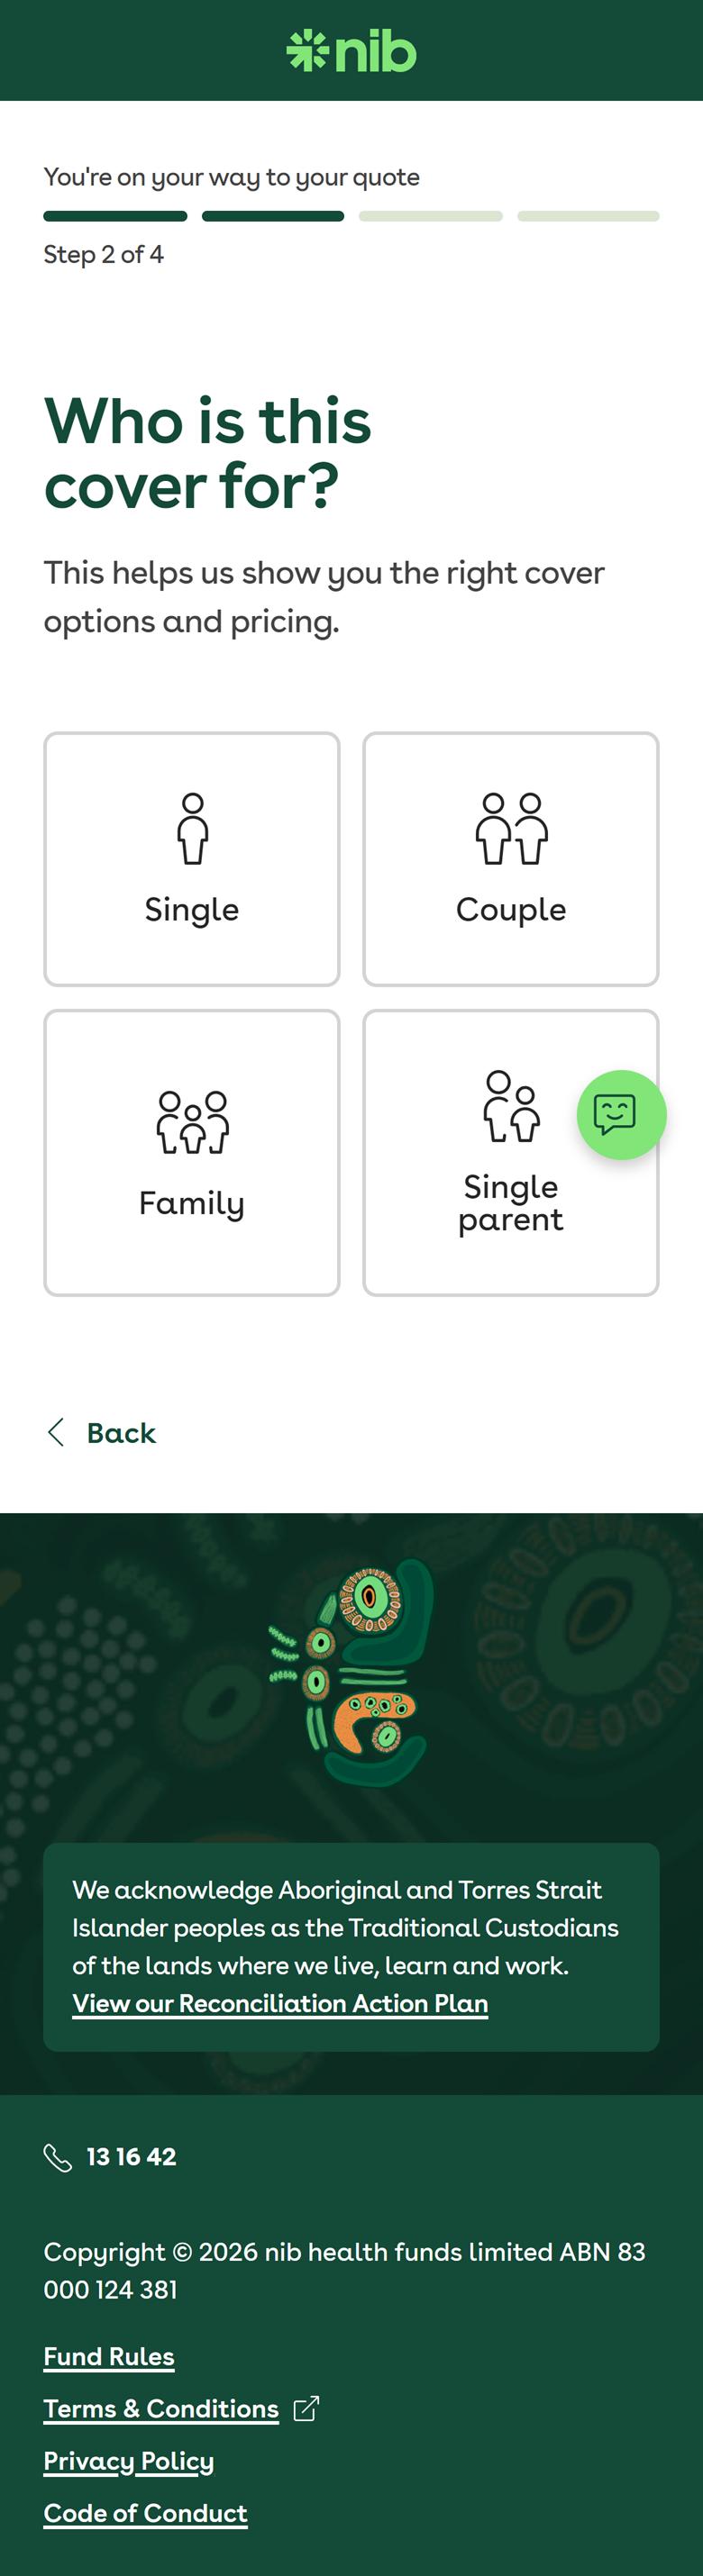 nib
You're on your way to your quote
Step 2 of 4
Who is this
cover for?
This helps us show you the right cover
options and pricing.
Single
Couple
Family
Single
parent
Back
We acknowledge Aboriginal and Torres Strait
Islander peoples as the Traditional Custodians
of the lands where we live, learn and work.
View our Reconciliation Action Plan
13 16 42
Copyright © 2026 nib health funds limited ABN 83
000 124 381
Fund Rules
Terms & Conditions
Privacy Policy
Code of Conduct